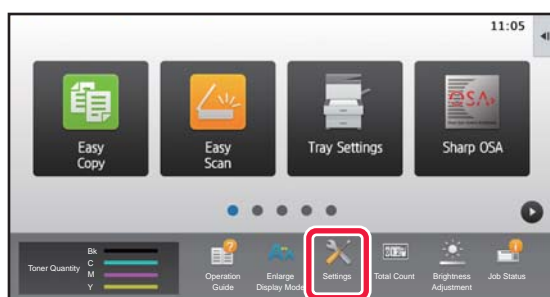 11:05
Easy
Copy
Easy
Scan
Tray Settings
OSA
Sharp OSA
Toner Quantity
Bk
C
M
Y
Operation
Guide
Enlarge
Display Mode
Settings
Total Count
Brightness
Adjustment
Job Status